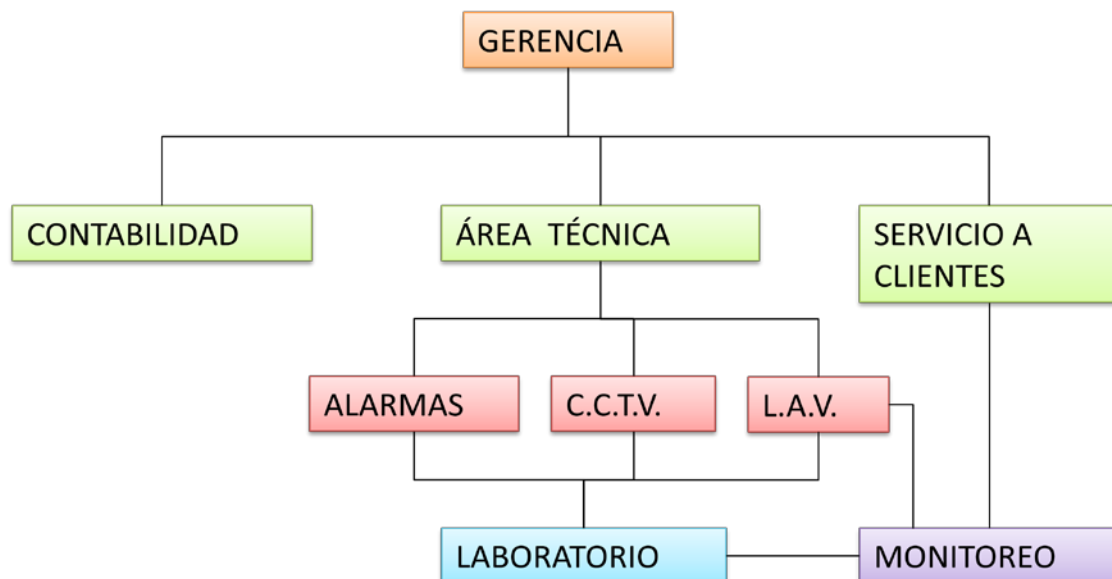 GERENCIA
CONTABILIDAD
ÁREA TÉCNICA
SERVICIO A
CLIENTES
ALARMAS
C.C.T.V.
L.A.V.
LABORATORIO
MONITOREO